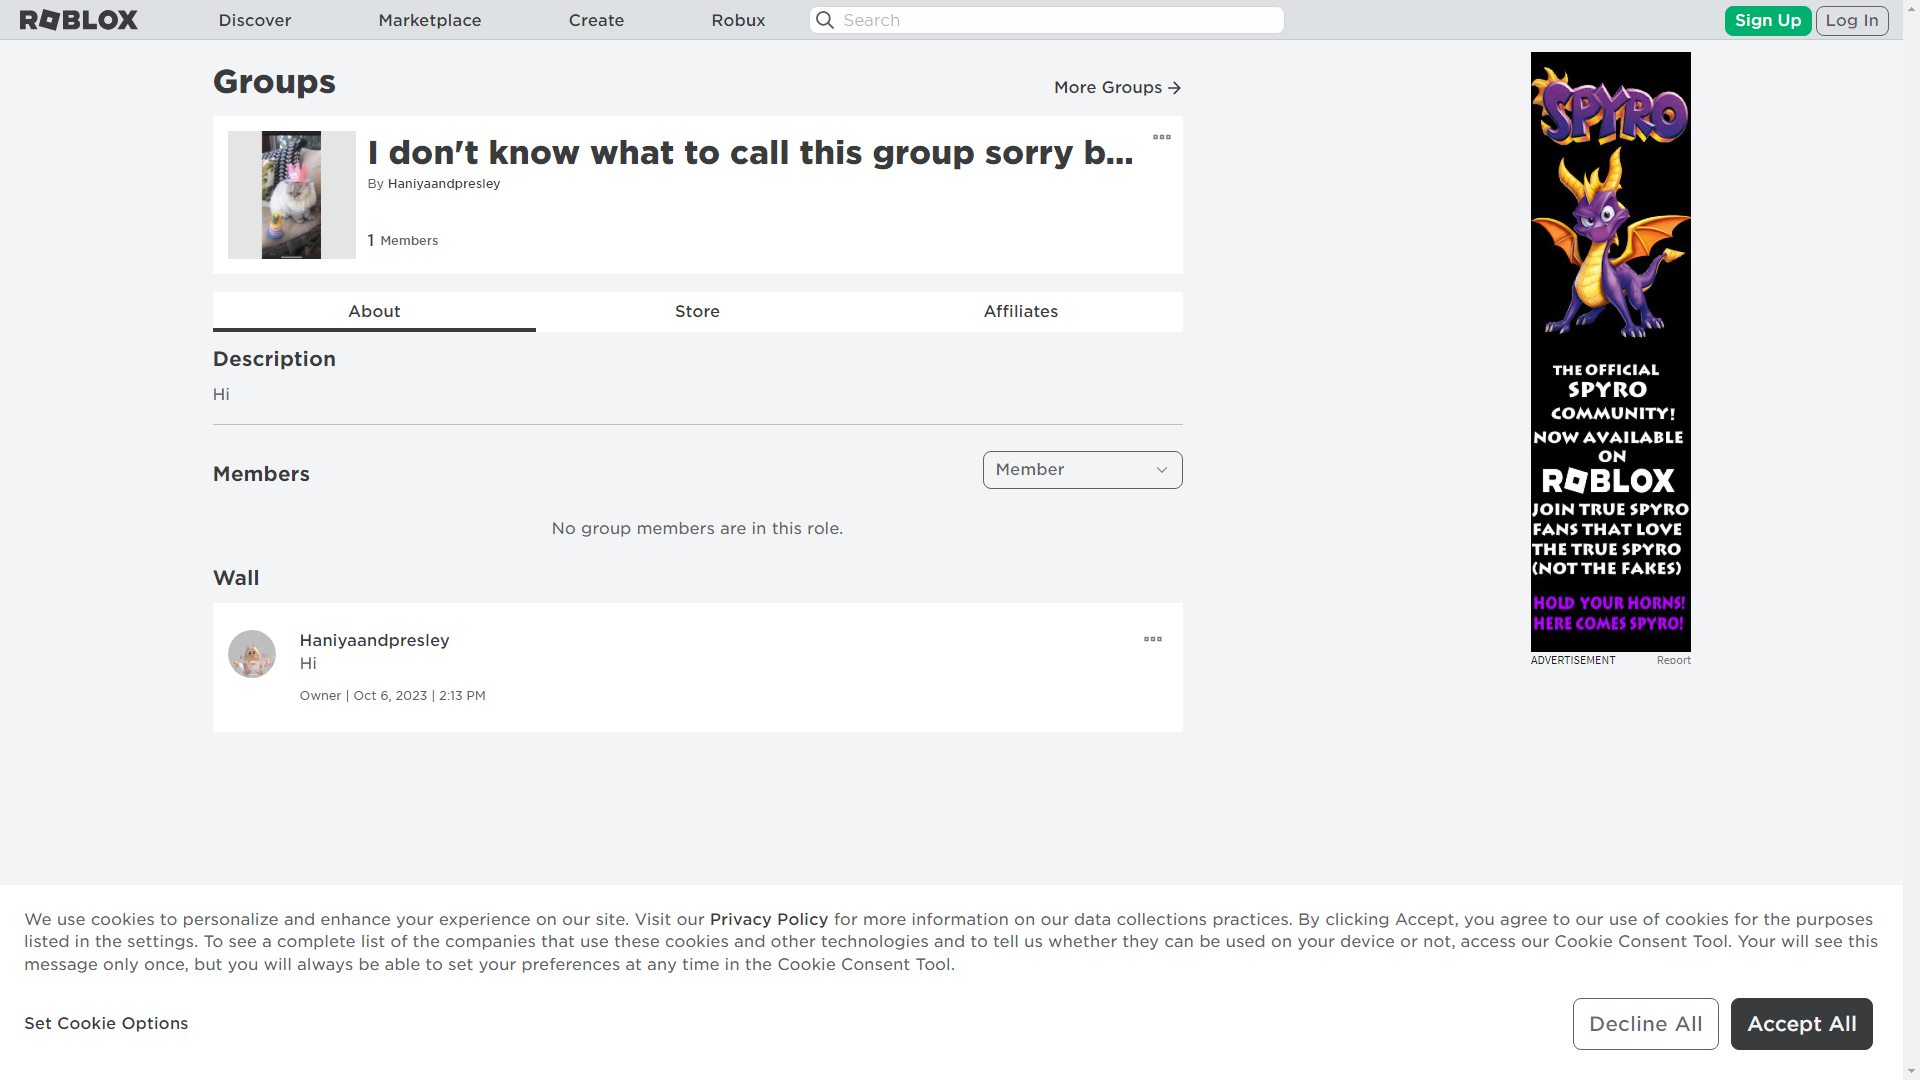 ROBLOX
Discover
Marketplace
Create
Robux
Search
Sign Up
Log In
Groups
More Groups
I don't know what to call this group sorry b...
By Haniyaandpresley
1 Members
About
Store
Affiliates
Description
Hi
Members
Member
No group members are in this role.
Wall
Haniyaandpresley
Hi
Owner | Oct 6, 2023 | 2:13 PM
SPYRO
THE OFFICIAL
SPYRO
COMMUNITY!
NOW AVAILABLE
ON
ROBLOX
JOIN TRUE SPYRO
FANS THAT LOVE
THE TRUE SPYRO
(NOT THE FAKES)
HOLD YOUR HORNS!
HERE COMES SPYRO!
ADVERTISEMENT
Report
We use cookies to personalize and enhance your experience on our site. Visit our Privacy Policy for more information on our data collections practices. By clicking Accept, you agree to our use of cookies for the purposes
listed in the settings. To see a complete list of the companies that use these cookies and other technologies and to tell us whether they can be used on your device or not, access our Cookie Consent Tool. Your will see this
message only once, but you will always be able to set your preferences at any time in the Cookie Consent Tool.
Set Cookie Options
Decline All
Accept All